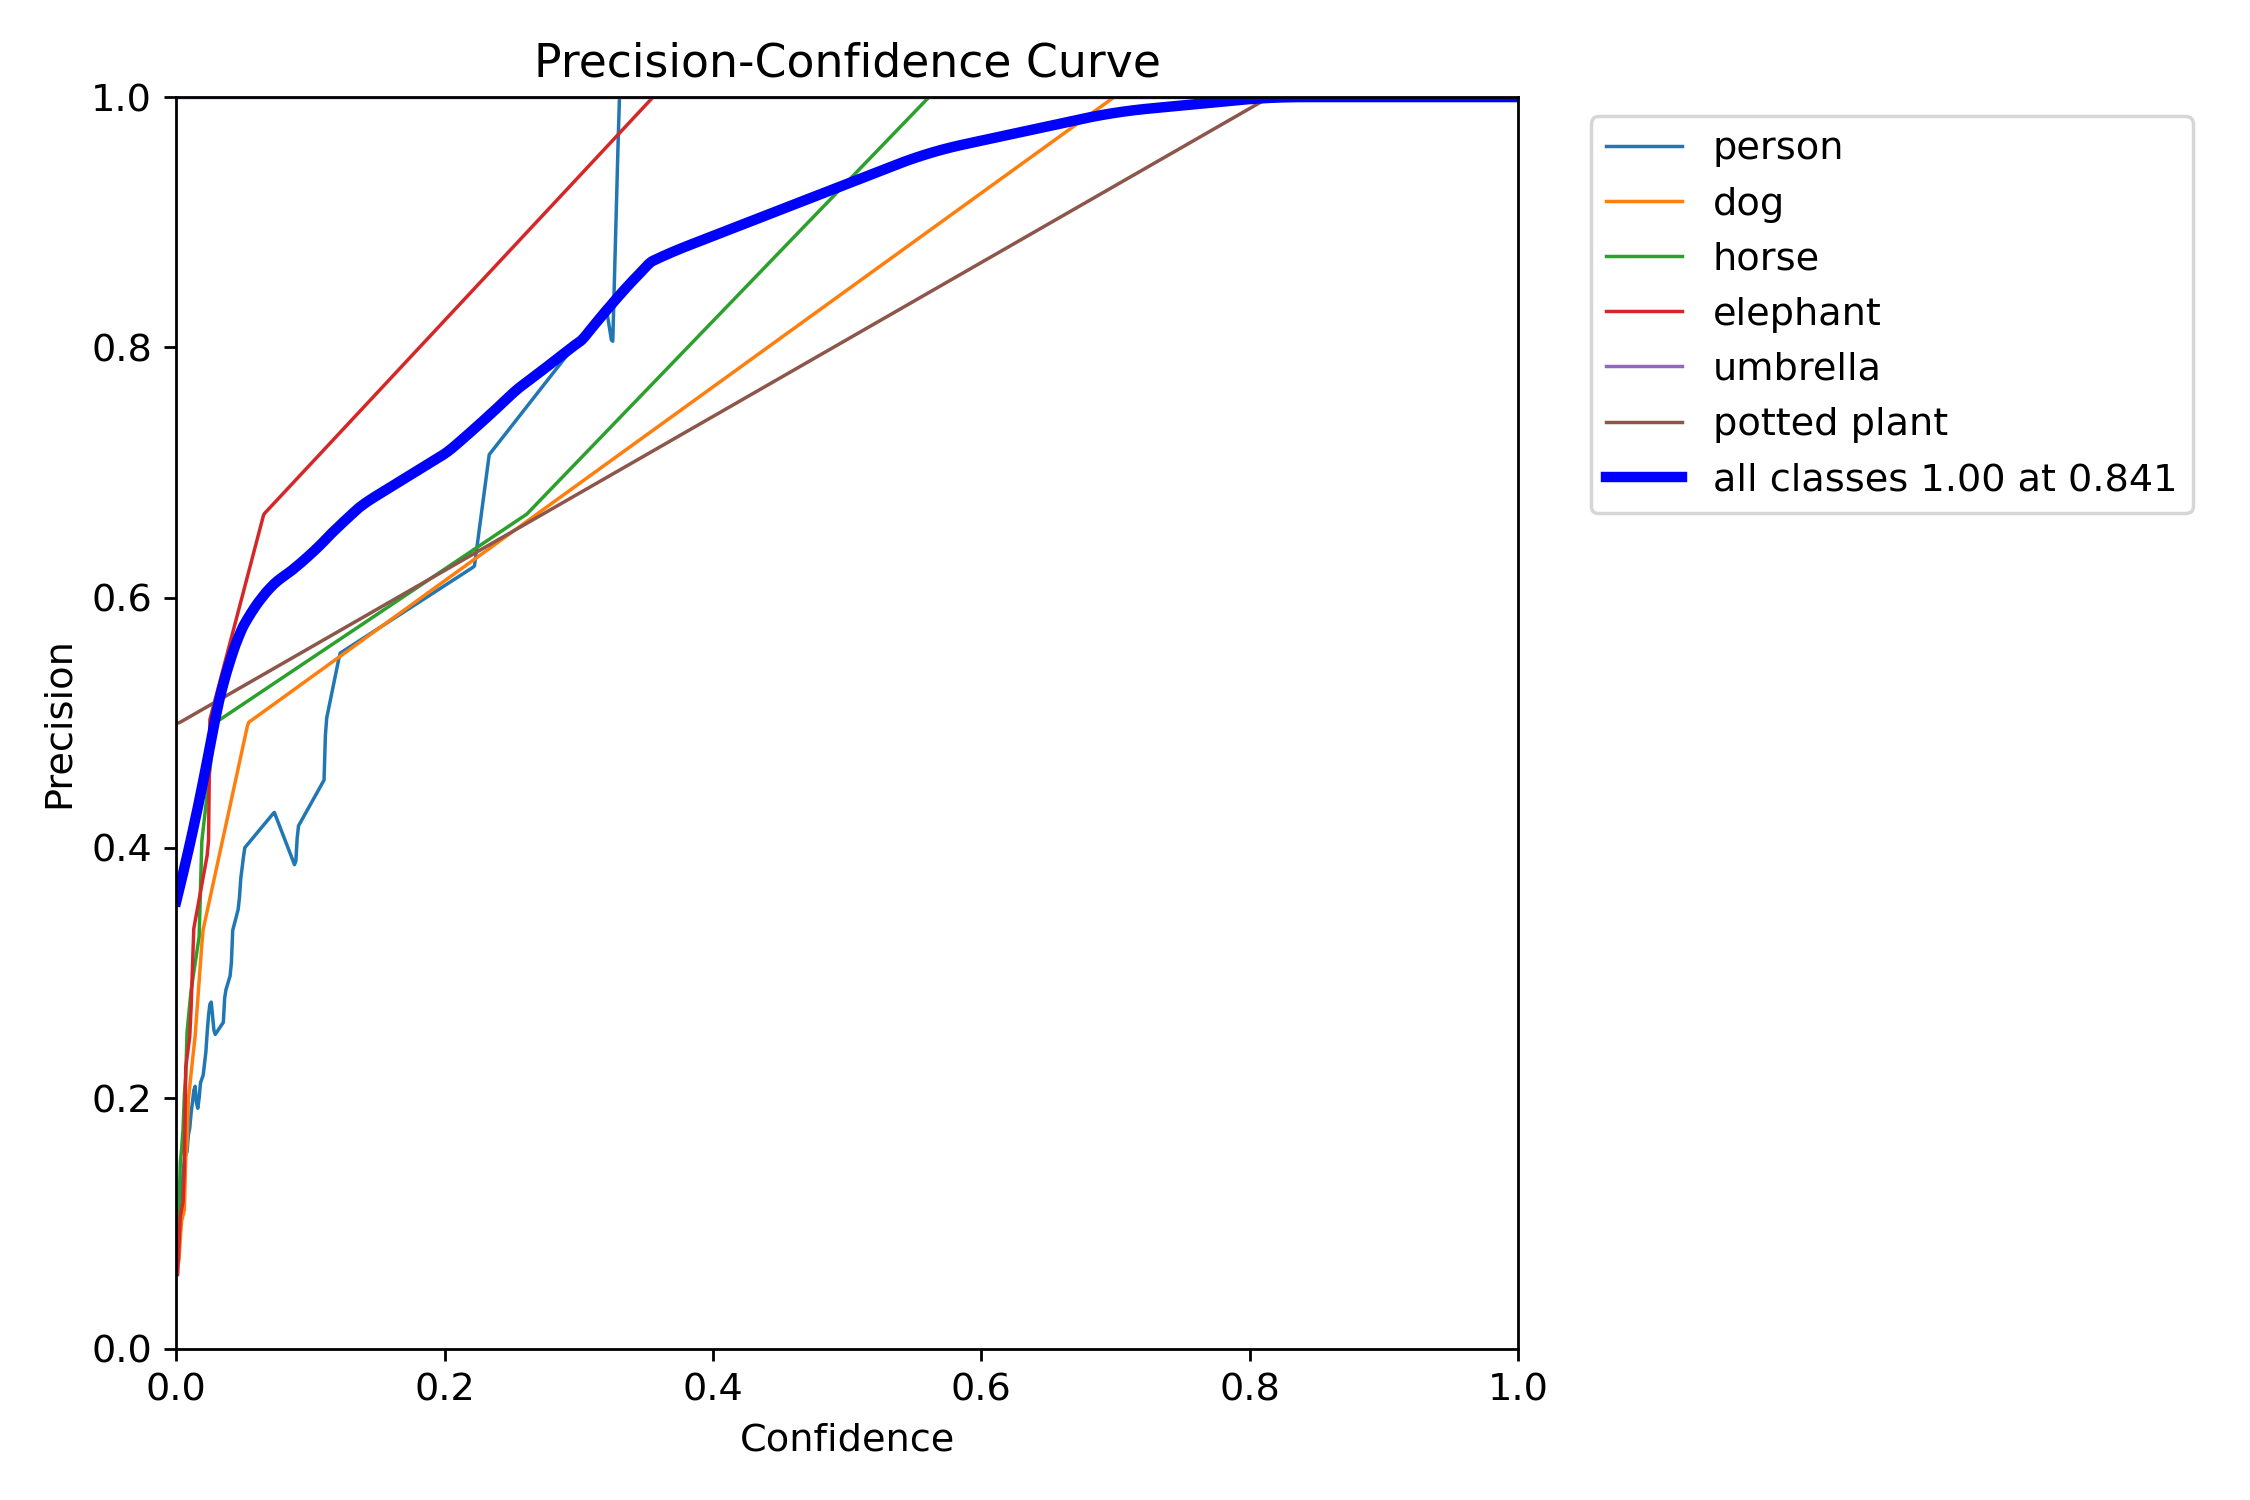 Precision-Confidence Curve
1.0
0.8
0.6
0.4
0.2
0.0
Precision
0.0 0.2 0.4 0.6 0.8 1.0
Confidence
person
dog
horse
elephant
umbrella
potted plant
all classes 1.00 at 0.841